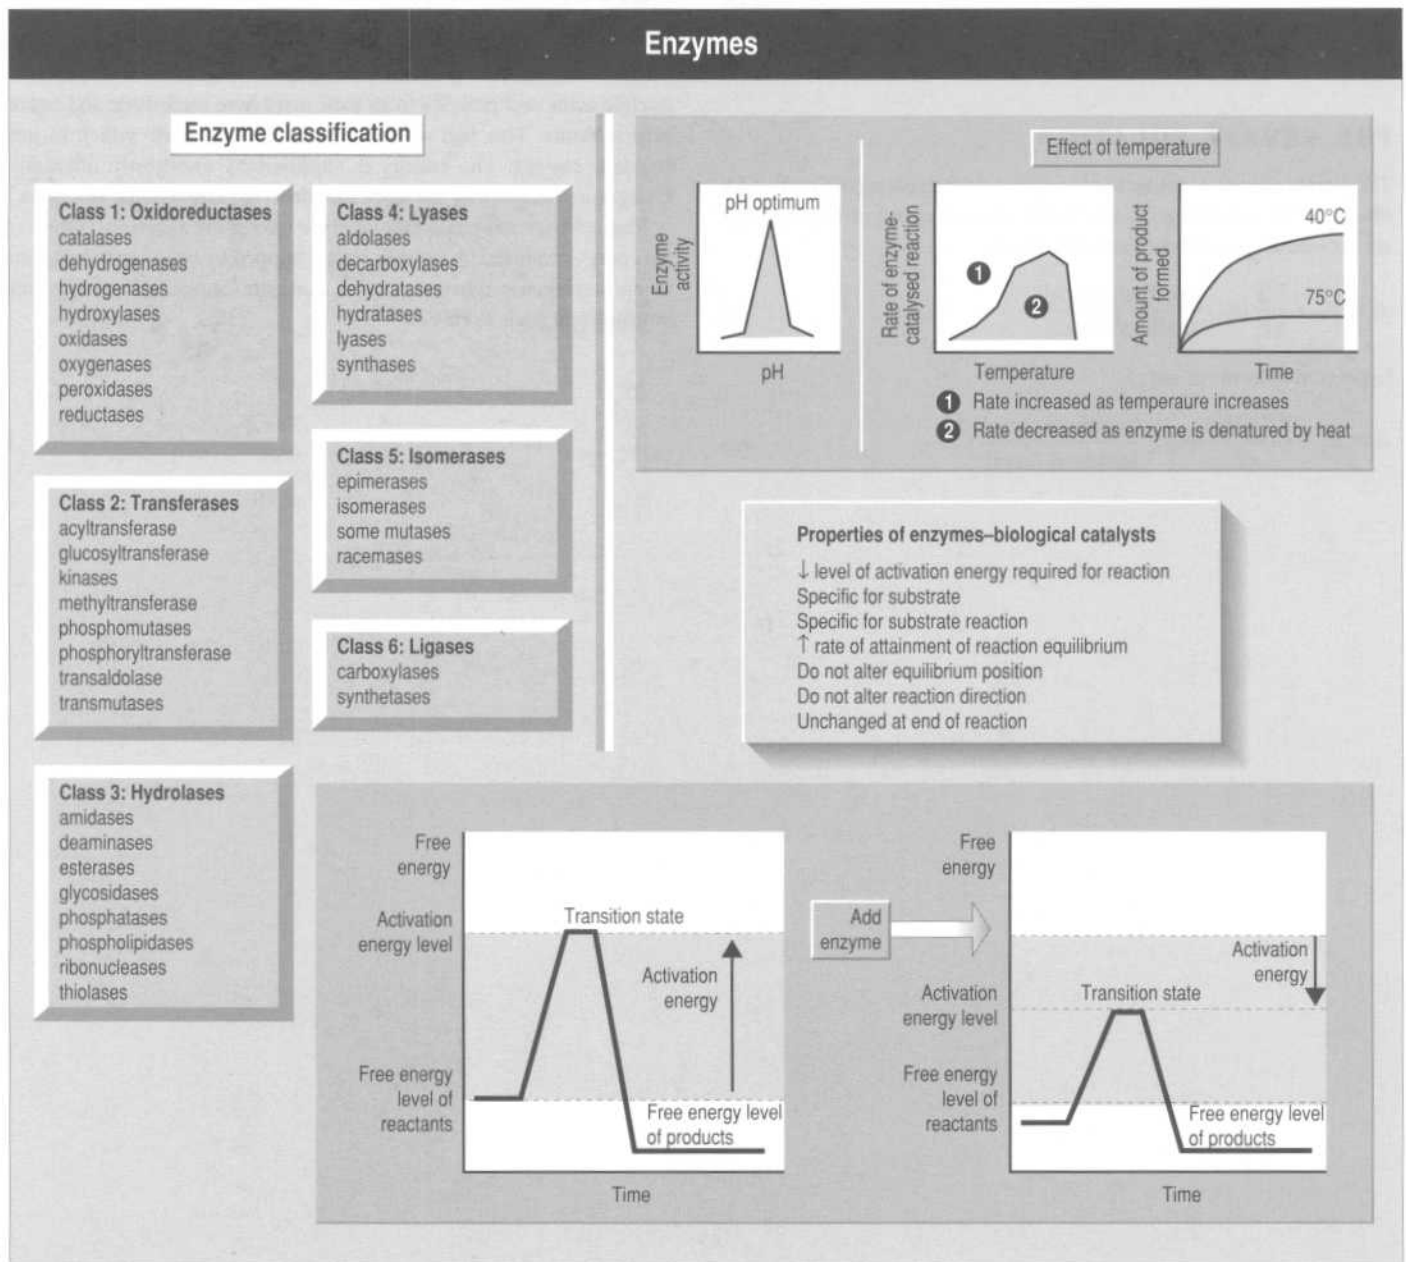 Enzymes
Enzyme classification
Class 1: Oxidoreductases
catalases
dehydrogenases
hydrogenases
hydroxylases
oxidases
oxygenases
peroxidases
reductases
Class 2: Transferases
acyltransferase
glucosyltransferase
kinases
methyltransferase
phosphomutases
phosphoryltransferase
transaldolase
transmutases
Class 3: Hydrolases
amidases
deaminases
esterases
glycosidases
phosphatases
phospholipidases
ribonucleases
thiolases
Class 4: Lyases
aldolases
decarboxylases
dehydratases
hydratases
lyases
synthases
Class 5: Isomerases
epimerases
isomerases
some mutases
racemases
Class 6: Ligases
carboxylases
synthetases
pH optimum
Enzyme
activity
pH
Effect of temperature
Rate of enzyme-
catalysed reaction
1
2
Temperature
Amount of product
formed
40°C
75°C
Time
1 Rate increased as temperaure increases
2 Rate decreased as enzyme is denatured by heat
Properties of enzymes–biological catalysts
↓ level of activation energy required for reaction
Specific for substrate
Specific for substrate reaction
↑ rate of attainment of reaction equilibrium
Do not alter equilibrium position
Do not alter reaction direction
Unchanged at end of reaction
Free
energy
Activation
energy level
Transition state
Activation
energy
Free energy
level of
reactants
Free energy level
of products
Time
Add
enzyme
Free
energy
Activation
energy
Activation
energy level
Transition state
Free energy
level of
reactants
Free energy level
of products
Time